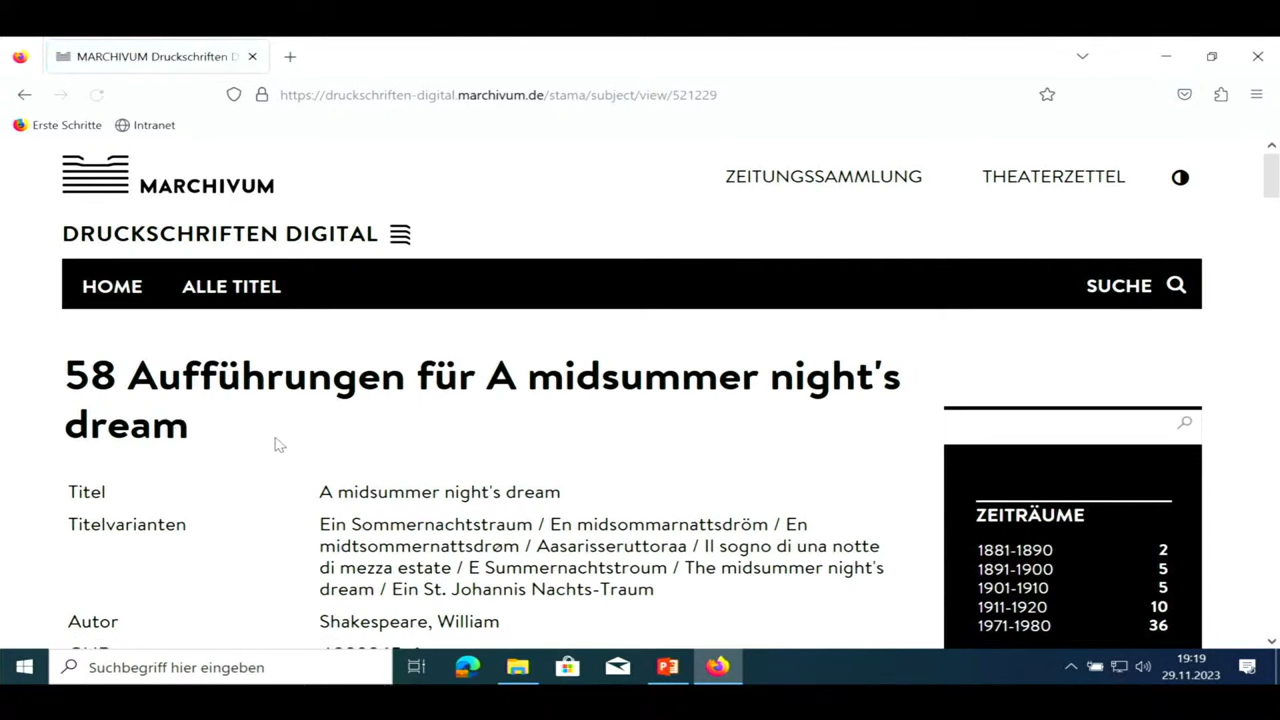 MARCHIVUM Druckschriften D
https://druckschriften-digital.marchivum.de/stama/subject/view/521229
Erste Schritte
Intranet
MARCHIVUM
ZEITUNGSSAMMLUNG
THEATERZETTEL
DRUCKSCHRIFTEN DIGITAL
HOME
ALLE TITEL
SUCHE
58 Aufführungen für A midsummer night's
dream
Titel
A midsummer night's dream
Titelvarianten
Ein Sommernachtstraum / En midsommarnattsdröm / En
midtsommernattsdrøm / Aasarisseruttoraa / Il sogno di una notte
di mezza estate / E Summernachtstroum / The midsummer night's
dream / Ein St. Johannis Nachts-Traum
Autor
Shakespeare, William
ZEITRÄUME
1881-1890 2
1891-1900 5
1901-1910 5
1911-1920 10
1971-1980 36
Suchbegriff hier eingeben
19:19
29.11.2023